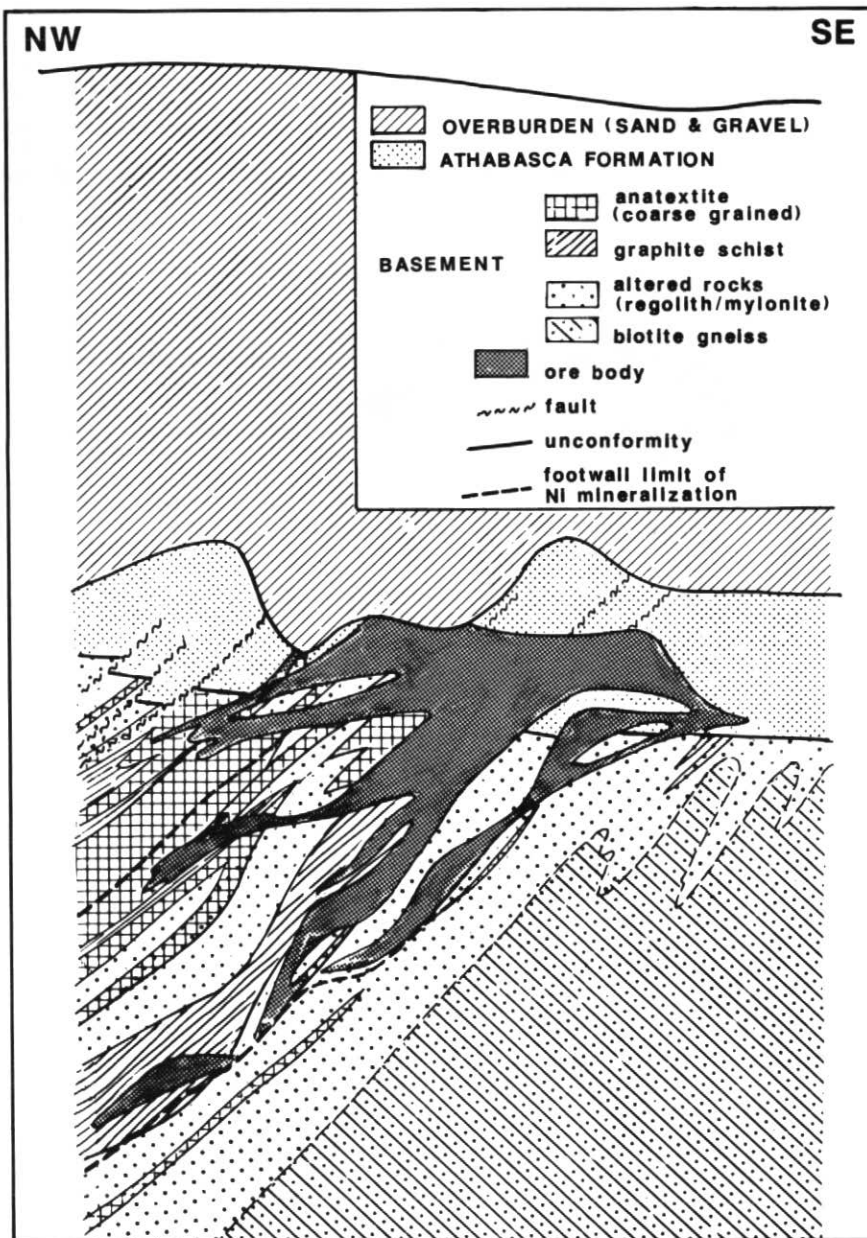 NW
SE
OVERBURDEN (SAND & GRAVEL)
ATHABASCA FORMATION
anatextite
(coarse grained)
graphite schist
BASEMENT
altered rocks
(regolith/mylonite)
biotite gneiss
ore body
fault
unconformity
footwall limit of
Ni mineralization